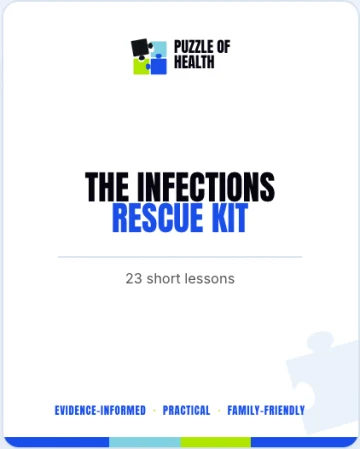 PUZZLE OF
HEALTH
THE INFECTIONS
RESCUE KIT
23 short lessons
EVIDENCE-INFORMED · PRACTICAL · FAMILY-FRIENDLY